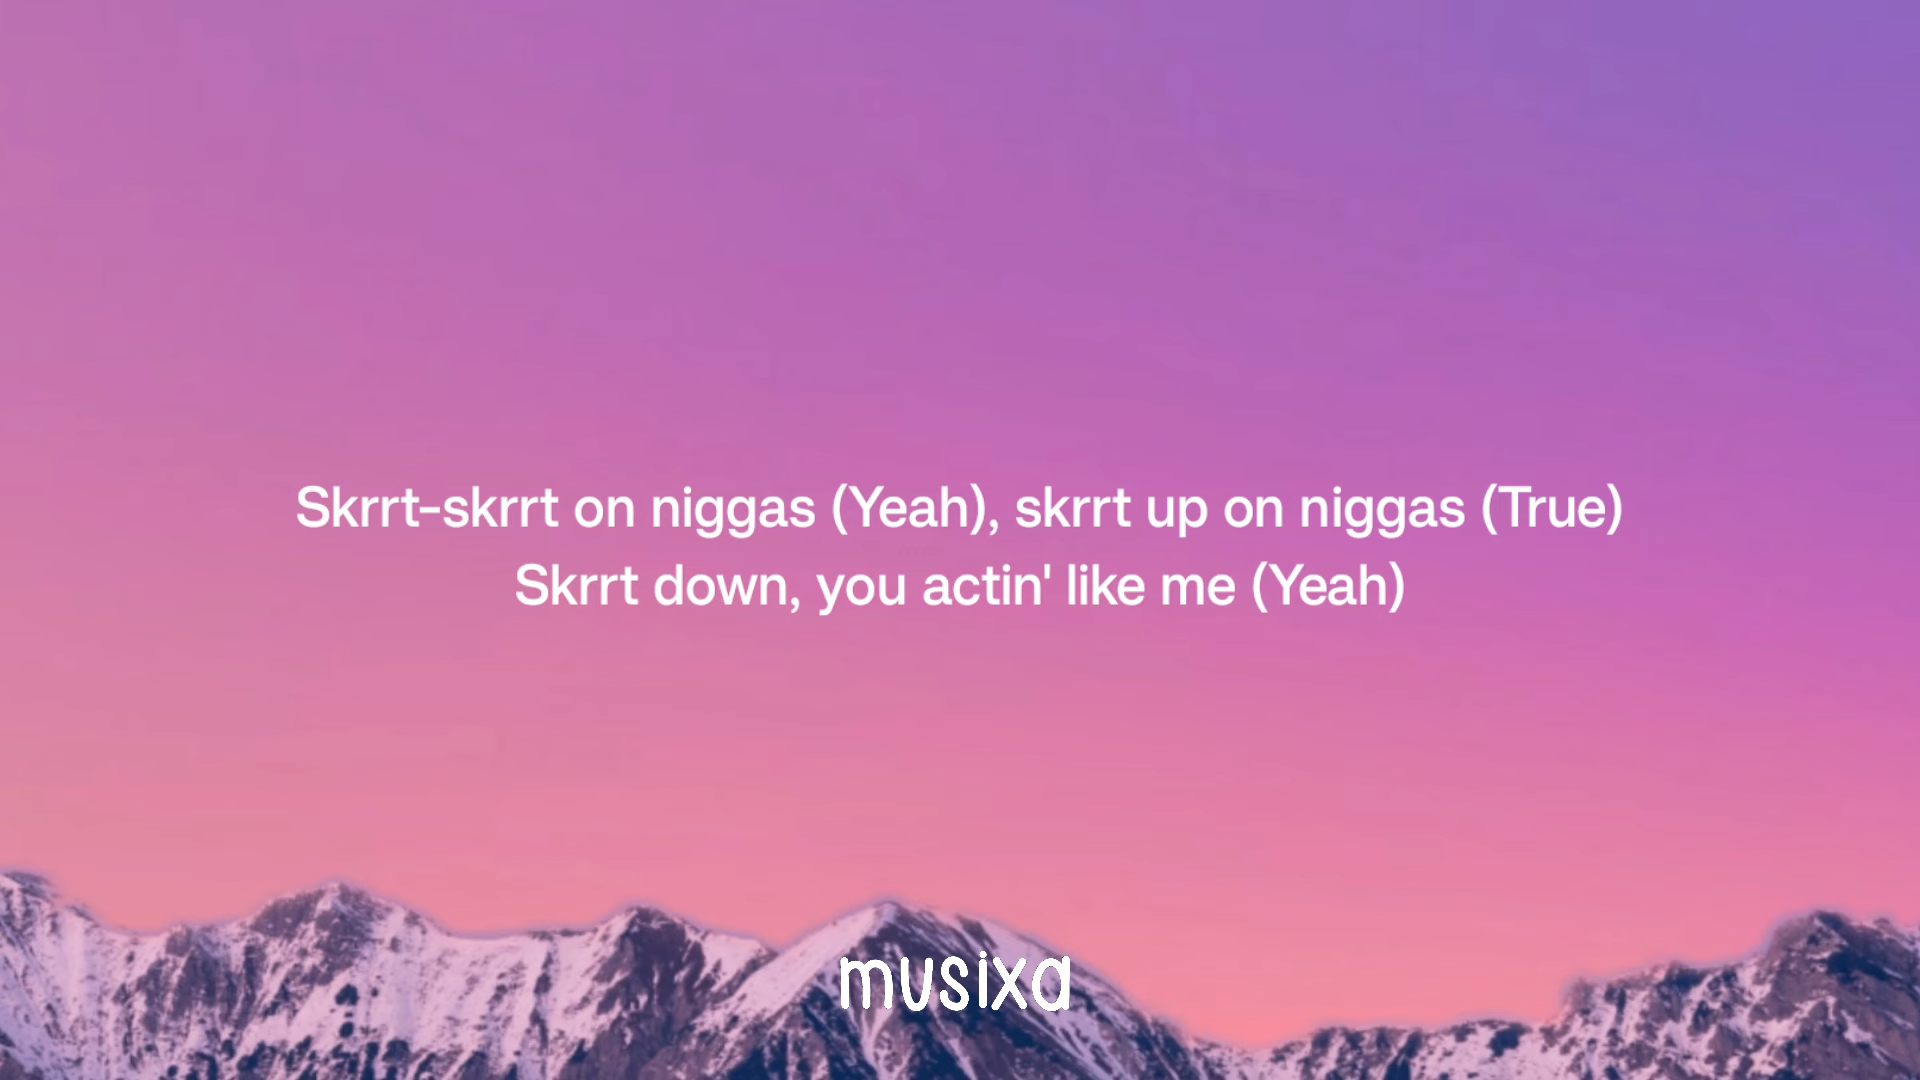 Skrrt-skrrt on niggas (Yeah), skrrt up on niggas (True)
Skrrt down, you actin' like me (Yeah)
musixa